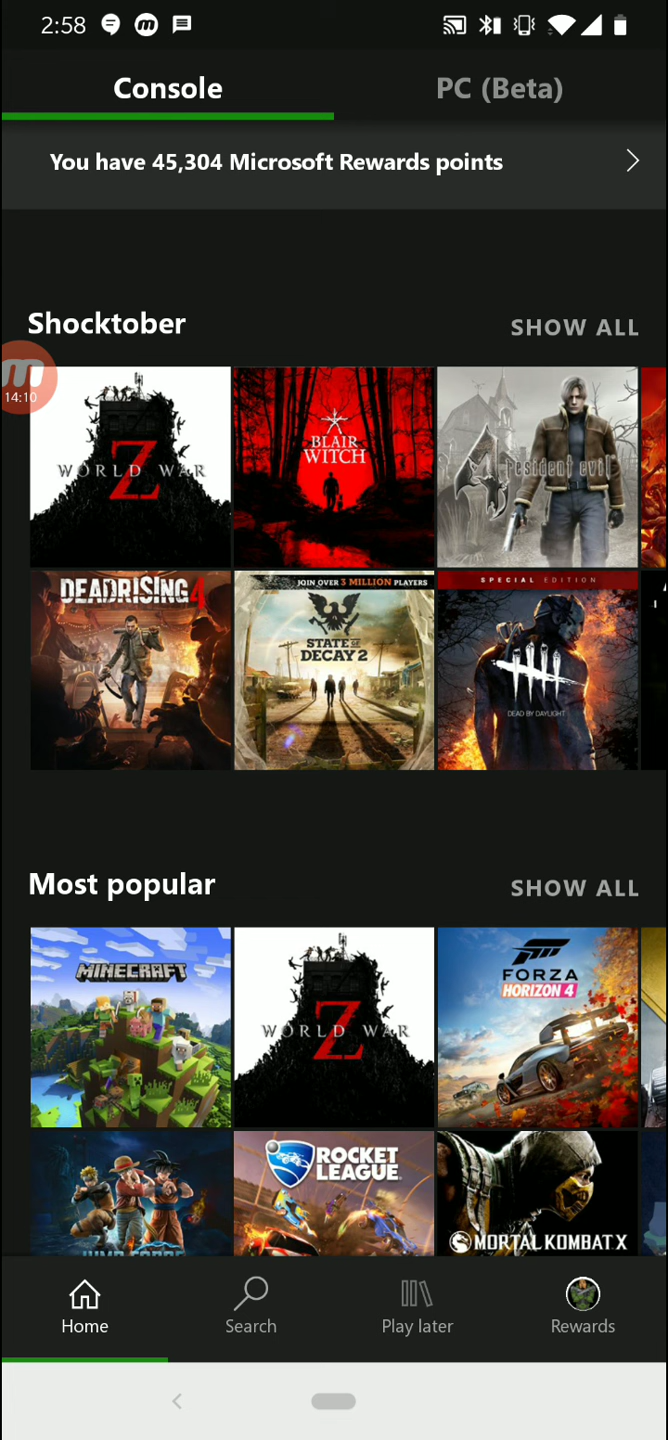 2:58
Console
PC (Beta)
You have 45,304 Microsoft Rewards points
Shocktober
SHOW ALL
m
14:10
WORLD WAR
Z
BLAIR
WITCH
4
resident evil
DEADRISING 4
JOIN OVER 3 MILLION PLAYERS
STATE OF
DECAY 2
SPECIAL EDITION
DEAD BY DAYLIGHT
Most popular
SHOW ALL
MINECRAFT
WORLD WAR
Z
FORZA
HORIZON 4
JUMP FORCE
ROCKET
LEAGUE
MORTAL KOMBAT X
Home
Search
Play later
Rewards